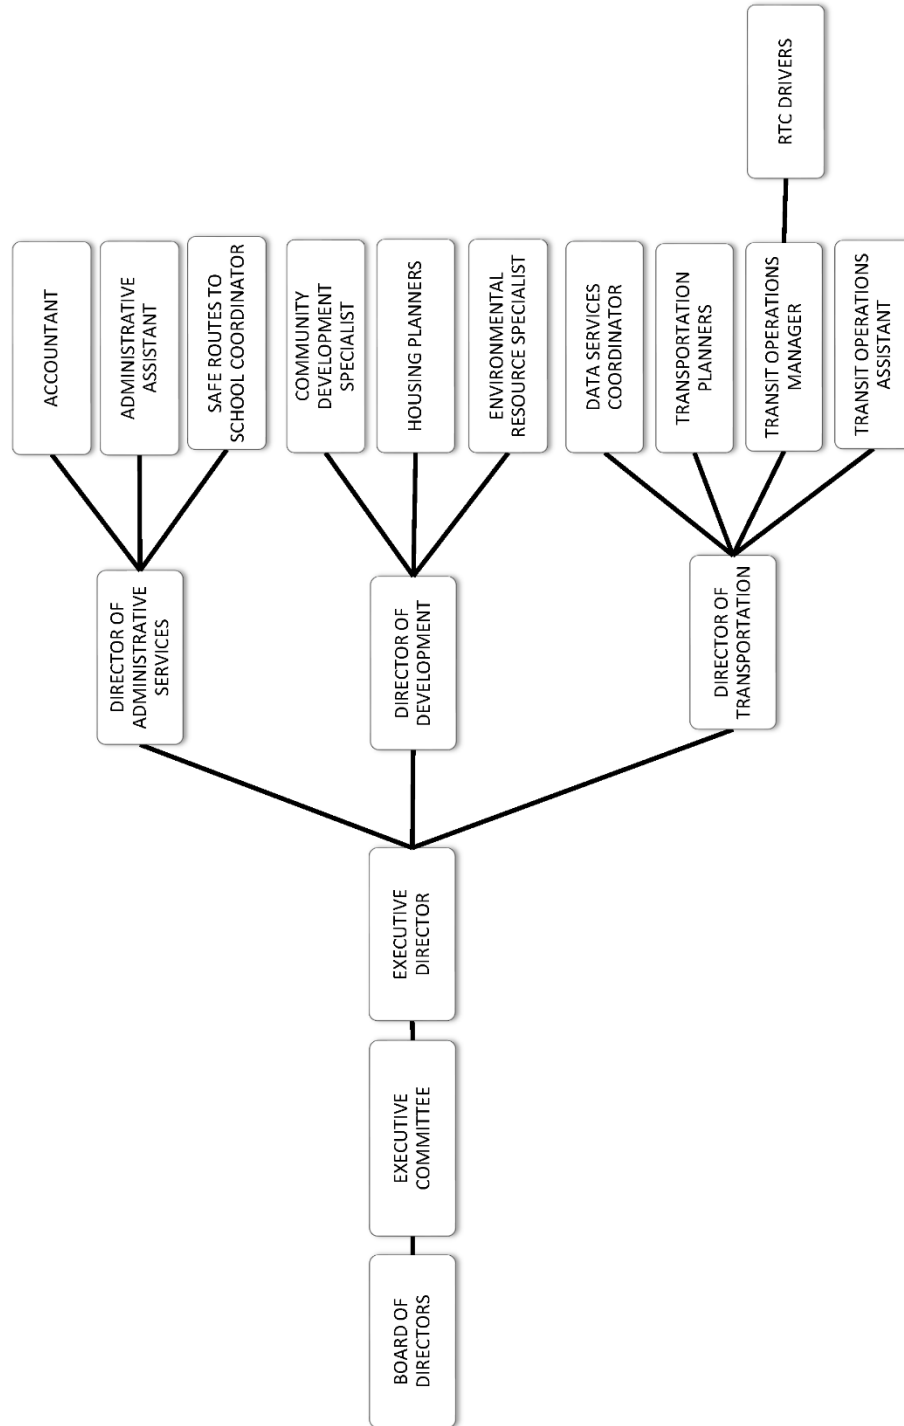 BOARD OF
DIRECTORS
EXECUTIVE
COMMITTEE
EXECUTIVE
DIRECTOR
DIRECTOR OF
ADMINISTRATIVE
SERVICES
DIRECTOR OF
DEVELOPMENT
DIRECTOR OF
TRANSPORTATION
ACCOUNTANT
ADMINISTRATIVE
ASSISTANT
SAFE ROUTES TO
SCHOOL COORDINATOR
COMMUNITY
DEVELOPMENT
SPECIALIST
HOUSING PLANNERS
ENVIRONMENTAL
RESOURCE SPECIALIST
DATA SERVICES
COORDINATOR
TRANSPORTATION
PLANNERS
TRANSIT OPERATIONS
MANAGER
TRANSIT OPERATIONS
ASSISTANT
RTC DRIVERS